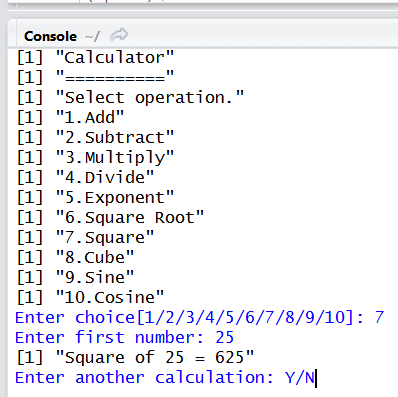 Console ~/
[1] "Calculator"
[1] "=========="
[1] "Select operation."
[1] "1.Add"
[1] "2.Subtract"
[1] "3.Multiply"
[1] "4.Divide"
[1] "5.Exponent"
[1] "6.Square Root"
[1] "7.Square"
[1] "8.Cube"
[1] "9.Sine"
[1] "10.Cosine"
Enter choice[1/2/3/4/5/6/7/8/9/10]: 7
Enter first number: 25
[1] "Square of 25 = 625"
Enter another calculation: Y/N